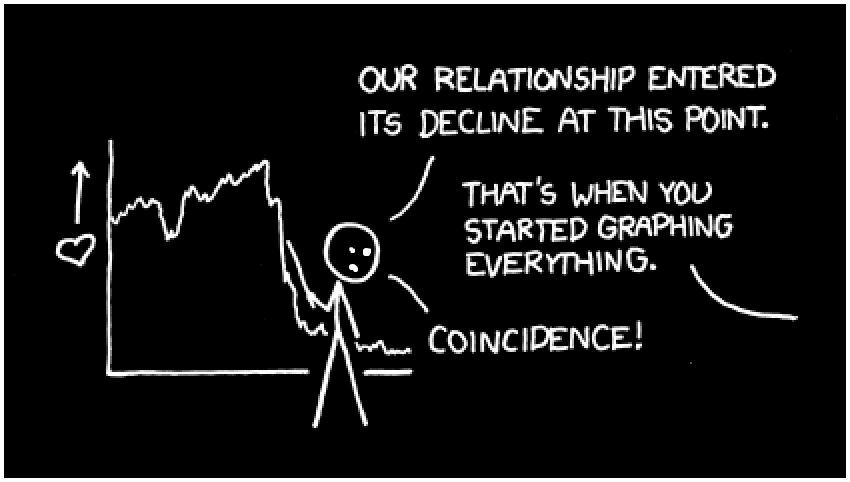 OUR RELATIONSHIP ENTERED
ITS DECLINE AT THIS POINT.
THAT'S WHEN YOU
STARTED GRAPHING
EVERYTHING.
COINCIDENCE!